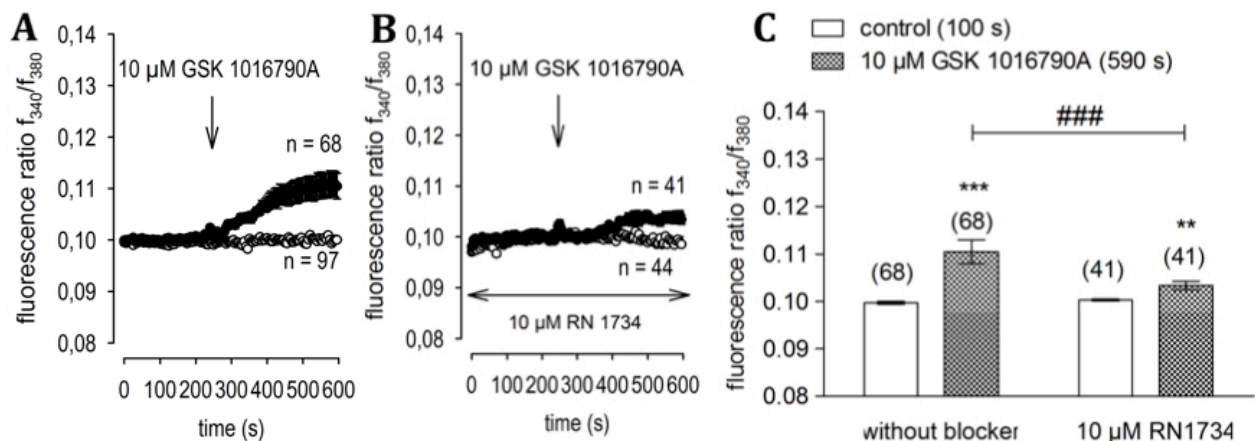 A
fluorescence ratio f340/f380
0,14
0,13
0,12
0,11
0,10
0,09
0,08
10 µM GSK 1016790A
n = 68
n = 97
0 100 200 300 400 500 600
time (s)
B
fluorescence ratio f340/f380
0,14
0,13
0,12
0,11
0,10
0,09
0,08
10 µM GSK 1016790A
n = 41
n = 44
10 µM RN 1734
0 100 200 300 400 500 600
time (s)
C
control (100 s)
10 µM GSK 1016790A (590 s)
fluorescence ratio f340/f380
0.14
0.13
0.12
0.11
0.10
0.09
0.08
###
***
**
(68)
(68)
(41)
(41)
without blocker
10 µM RN1734